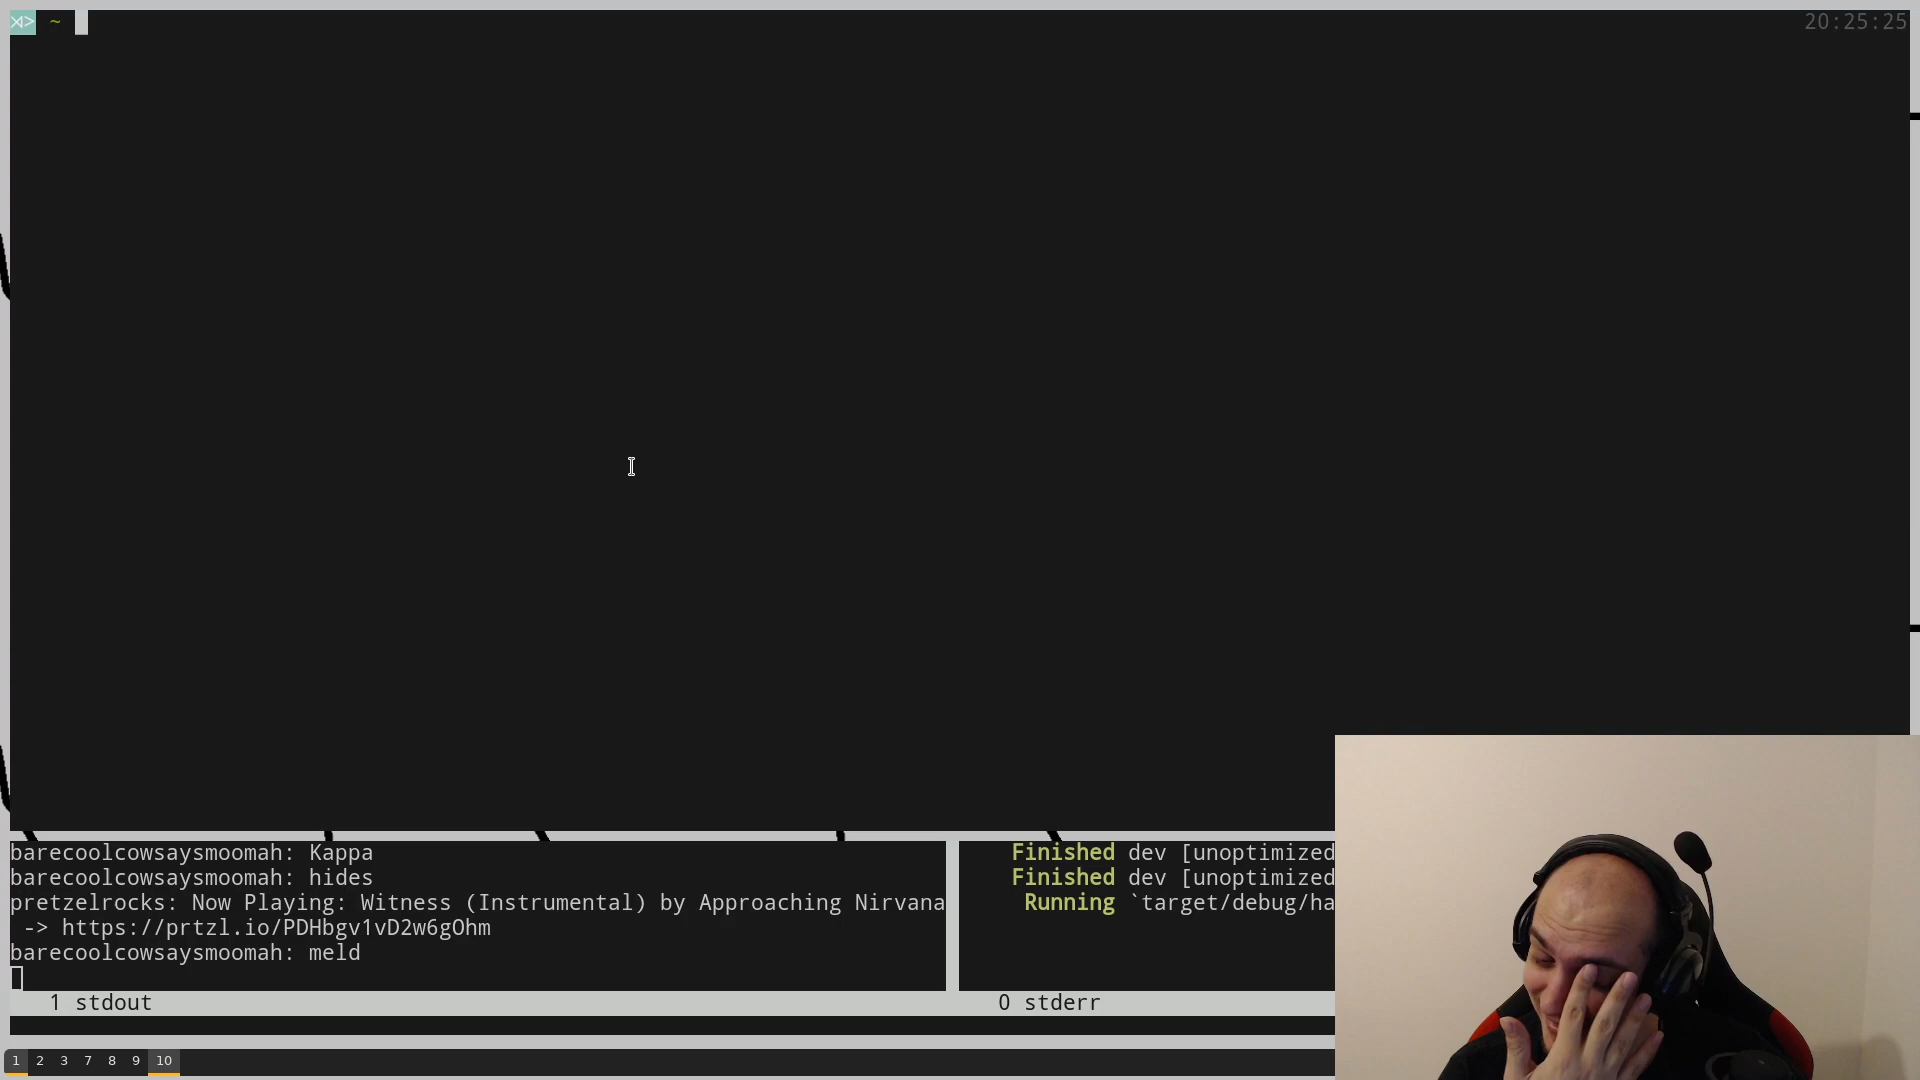 ⋊> ~ 20:25:25
barecoolcowsaysmoomah: Kappa
barecoolcowsaysmoomah: hides
pretzelrocks: Now Playing: Witness (Instrumental) by Approaching Nirvana
-> https://prtzl.io/PDHbgv1vD2w6gOhm
barecoolcowsaysmoomah: meld
1 stdout
Finished dev [unoptimized
Finished dev [unoptimized
Running `target/debug/ha
0 stderr
1 2 3 7 8 9 10